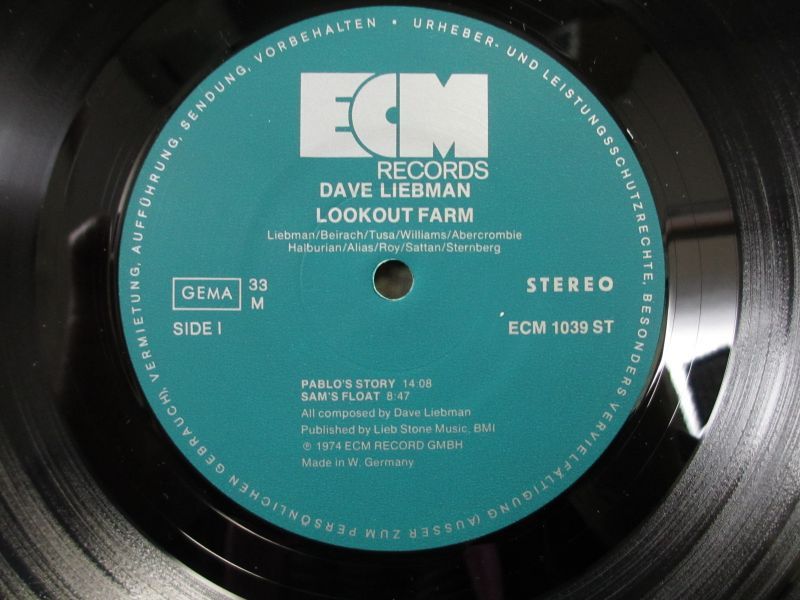 URHEBER- UND LEISTUNGSSCHUTZRECHTE, BESONDERS VERVIELFÄLTIGUNG (AUSSER ZUM PERSÖNLICHEN GEBRAUCH), VERMIETUNG, AUFFÜHRUNG, SENDUNG, VORBEHALTEN •
ECM
RECORDS
DAVE LIEBMAN
LOOKOUT FARM
Liebman/Beirach/Tusa/Williams/Abercrombie
Halburian/Alias/Roy/Sattan/Sternberg
GEMA 33
M
STEREO
SIDE I
ECM 1039 ST
PABLO'S STORY 14:08
SAM'S FLOAT 8:47
All composed by Dave Liebman
Published by Lieb Stone Music, BMI
℗ 1974 ECM RECORD GMBH
Made in W. Germany